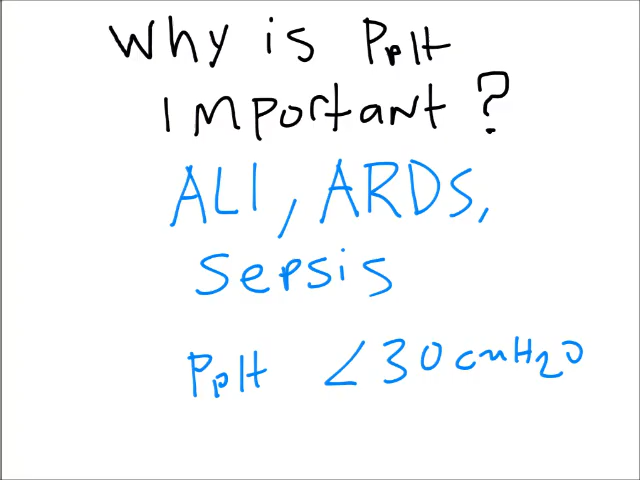 Why is Pplt
important?
ALI, ARDS,
Sepsis
Pplt <30 cmH2O